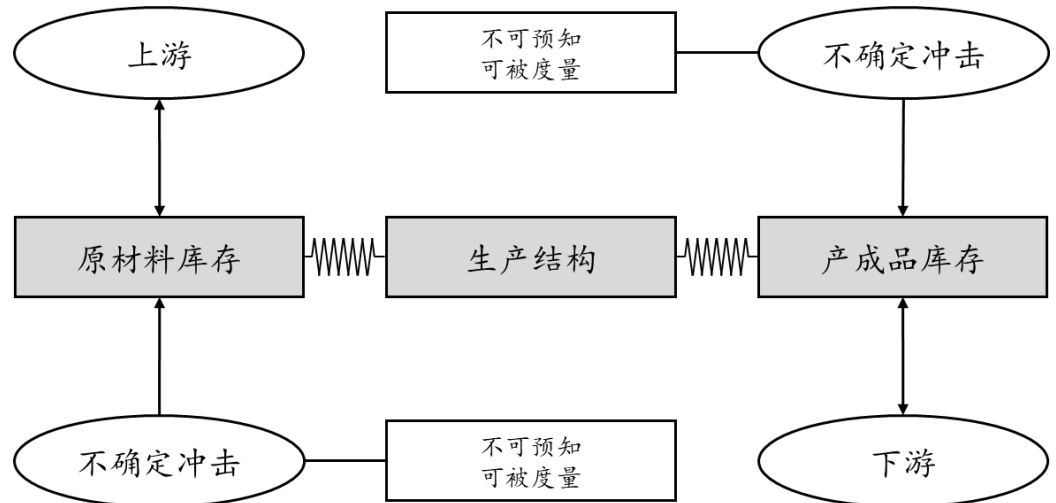 上游
不可预知
可被度量
不确定冲击
原材料库存
生产结构
产成品库存
不确定冲击
不可预知
可被度量
下游